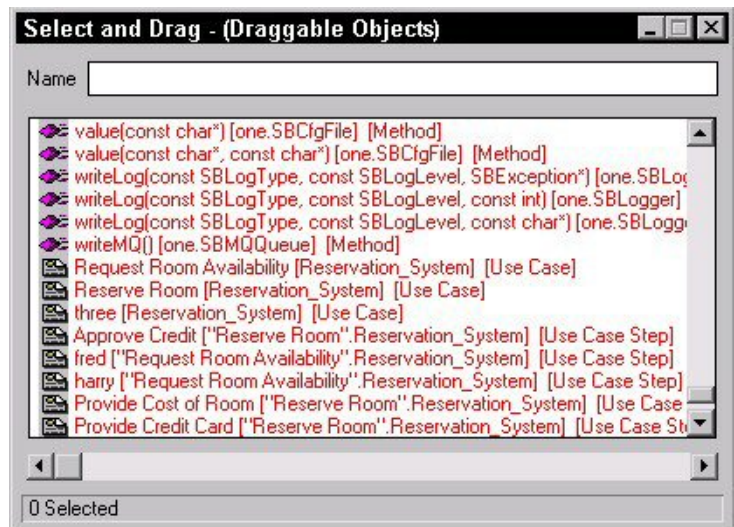 Select and Drag - (Draggable Objects)
Name
value(const char*) [one.SBCfgFile] [Method]
value(const char*, const char*) [one.SBCfgFile] [Method]
writeLog(const SBLogType, const SBLogLevel, SBException*) [one.SBLog
writeLog(const SBLogType, const SBLogLevel, const int) [one.SBLogger]
writeLog(const SBLogType, const SBLogLevel, const char*) [one.SBLogg
writeMQ() [one.SBMQQueue] [Method]
Request Room Availability [Reservation_System] [Use Case]
Reserve Room [Reservation_System] [Use Case]
three [Reservation_System] [Use Case]
Approve Credit ["Reserve Room".Reservation_System] [Use Case Step]
fred ["Request Room Availability".Reservation_System] [Use Case Step]
harry ["Request Room Availability".Reservation_System] [Use Case Step]
Provide Cost of Room ["Reserve Room".Reservation_System] [Use Case
Provide Credit Card ["Reserve Room".Reservation_System] [Use Case St
0 Selected